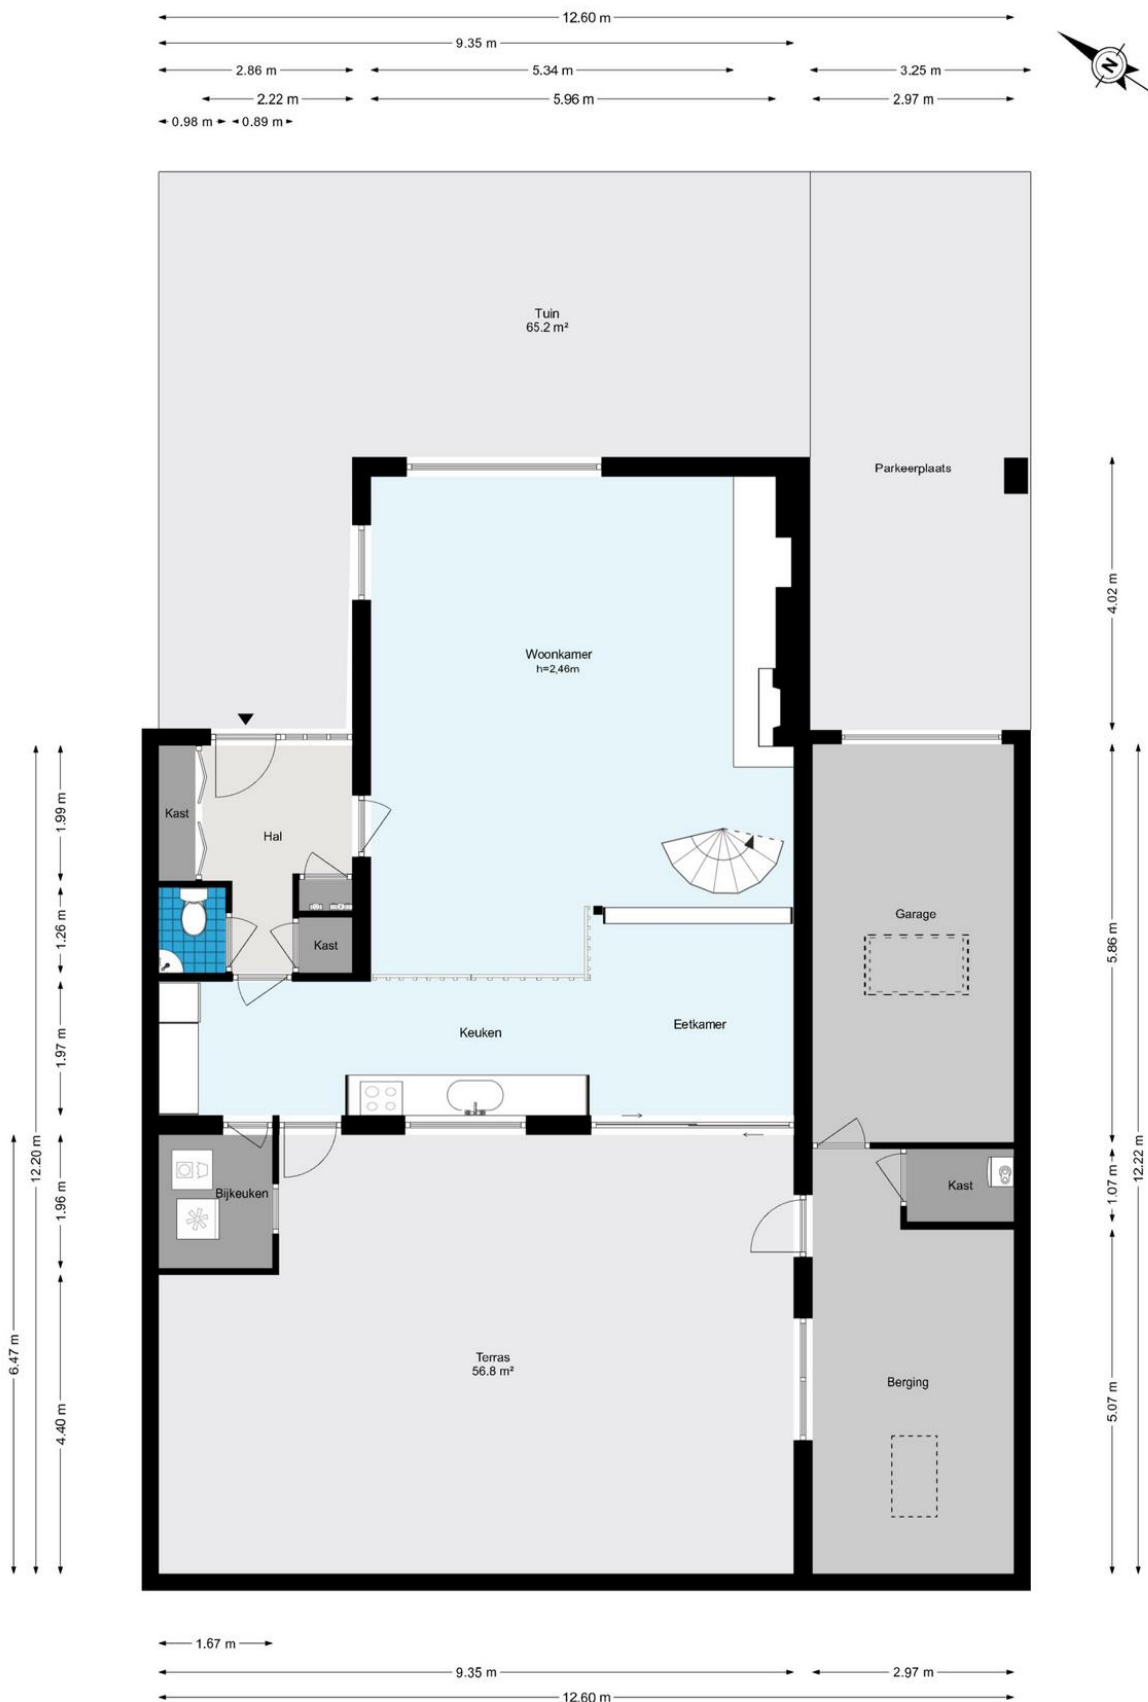 12.60 m
9.35 m
2.86 m
5.34 m
3.25 m
2.22 m
5.96 m
2.97 m
0.98 m
0.89 m
N
Tuin
65.2 m²
Parkeerplaats
4.02 m
Woonkamer
h=2,46m
Kast
Hal
1.99 m
Kast
1.26 m
Garage
5.86 m
Keuken
Eetkamer
1.97 m
12.20 m
12.22 m
Bijkeuken
1.96 m
Kast
1.07 m
6.47 m
Terras
56.8 m²
4.40 m
Berging
5.07 m
1.67 m
9.35 m
2.97 m
12.60 m